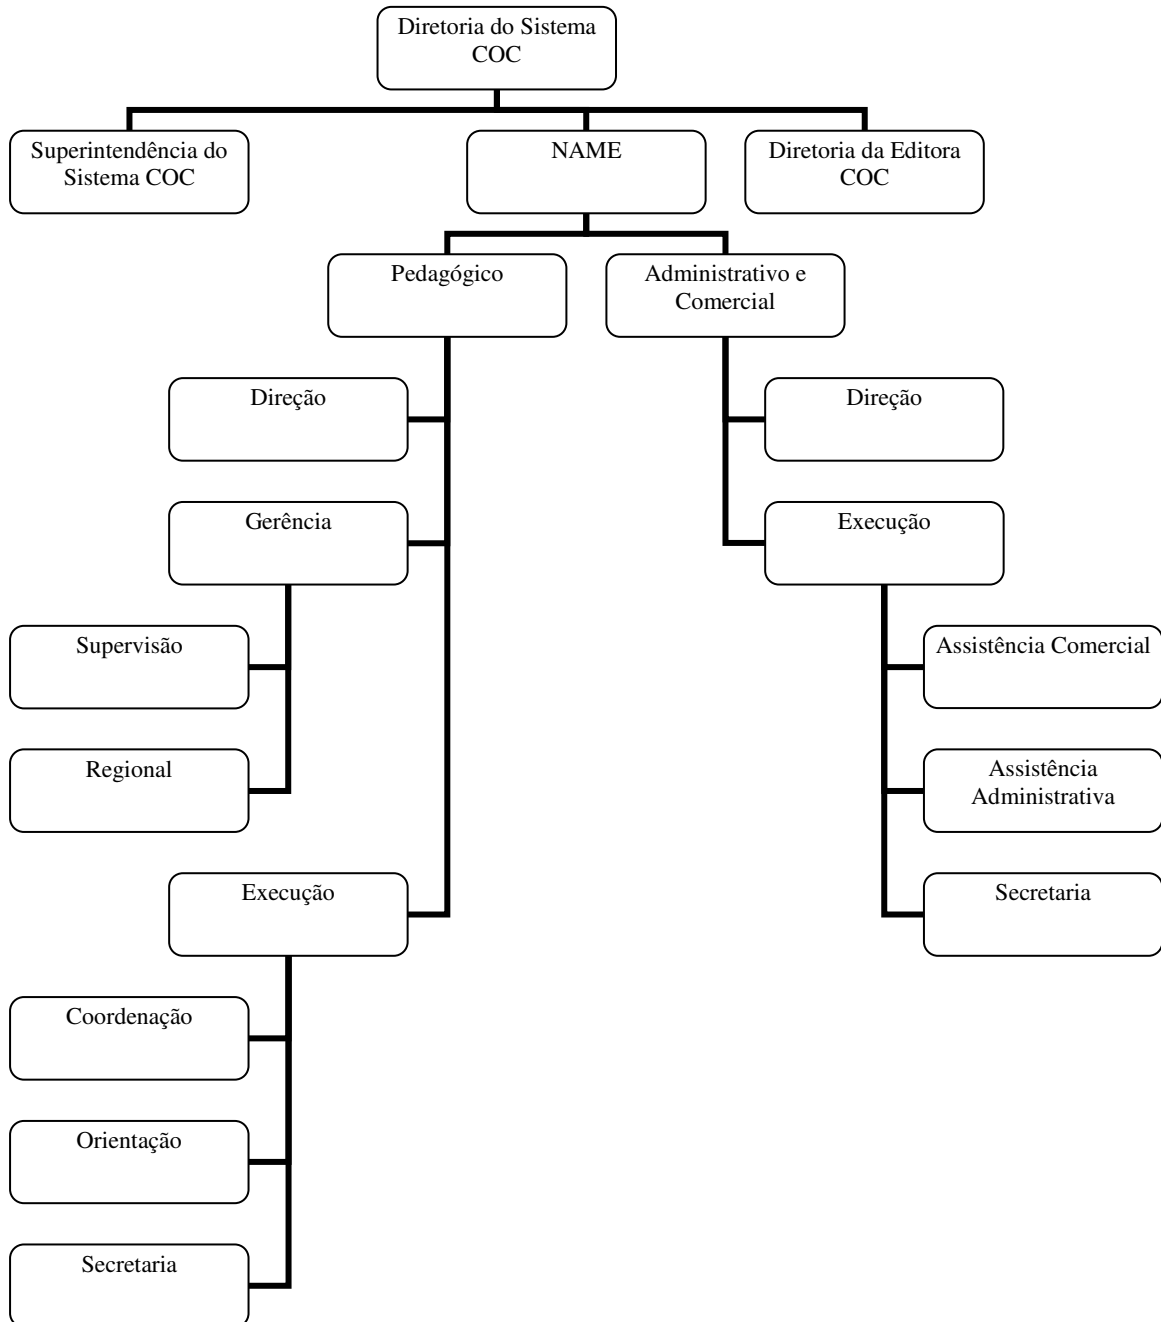 Diretoria do Sistema
COC
Superintendência do
Sistema COC
NAME
Diretoria da Editora
COC
Pedagógico
Administrativo e
Comercial
Direção
Direção
Gerência
Execução
Supervisão
Assistência Comercial
Regional
Assistência
Administrativa
Execução
Secretaria
Coordenação
Orientação
Secretaria